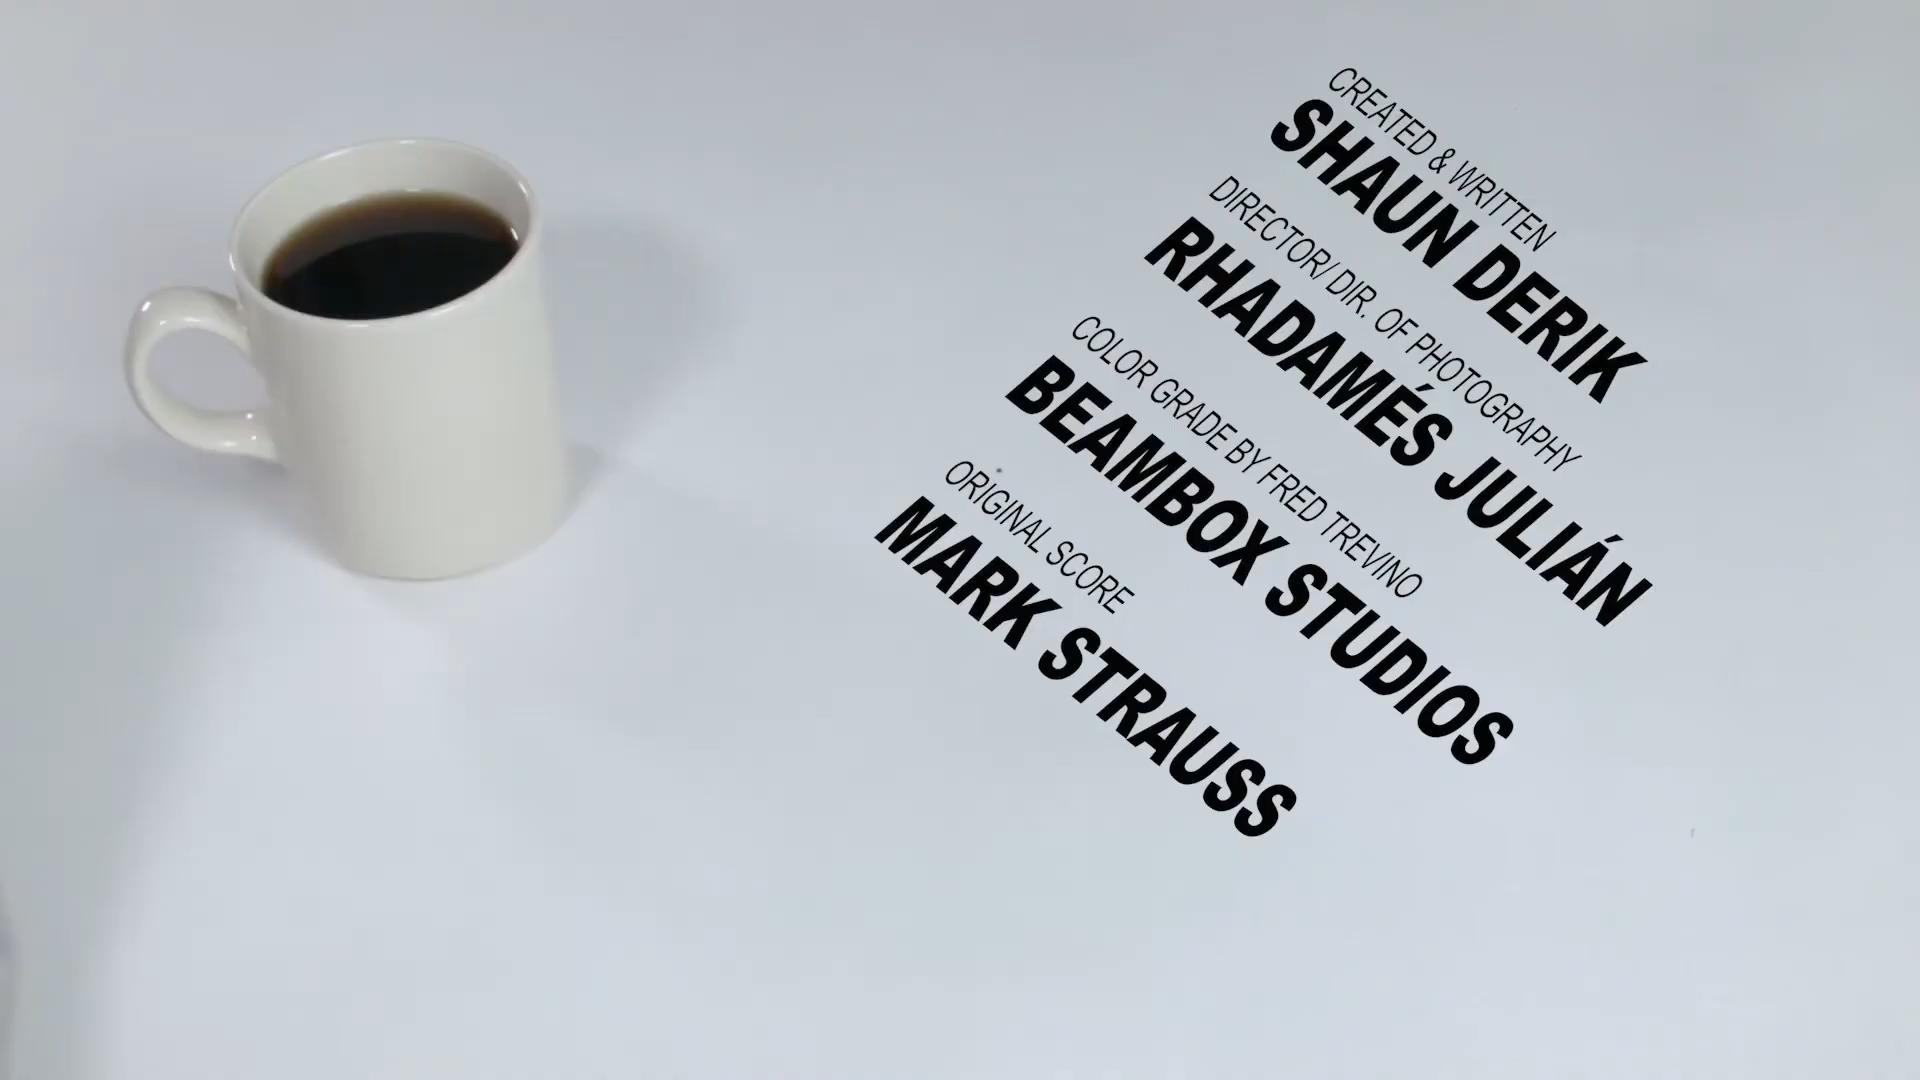 CREATED & WRITTEN
SHAUN DERIK
DIRECTOR/ DIR. OF PHOTOGRAPHY
RHADAMÉS JULIÁN
COLOR GRADE BY FRED TREVINO
BEAMBOX STUDIOS
ORIGINAL SCORE
MARK STRAUSS